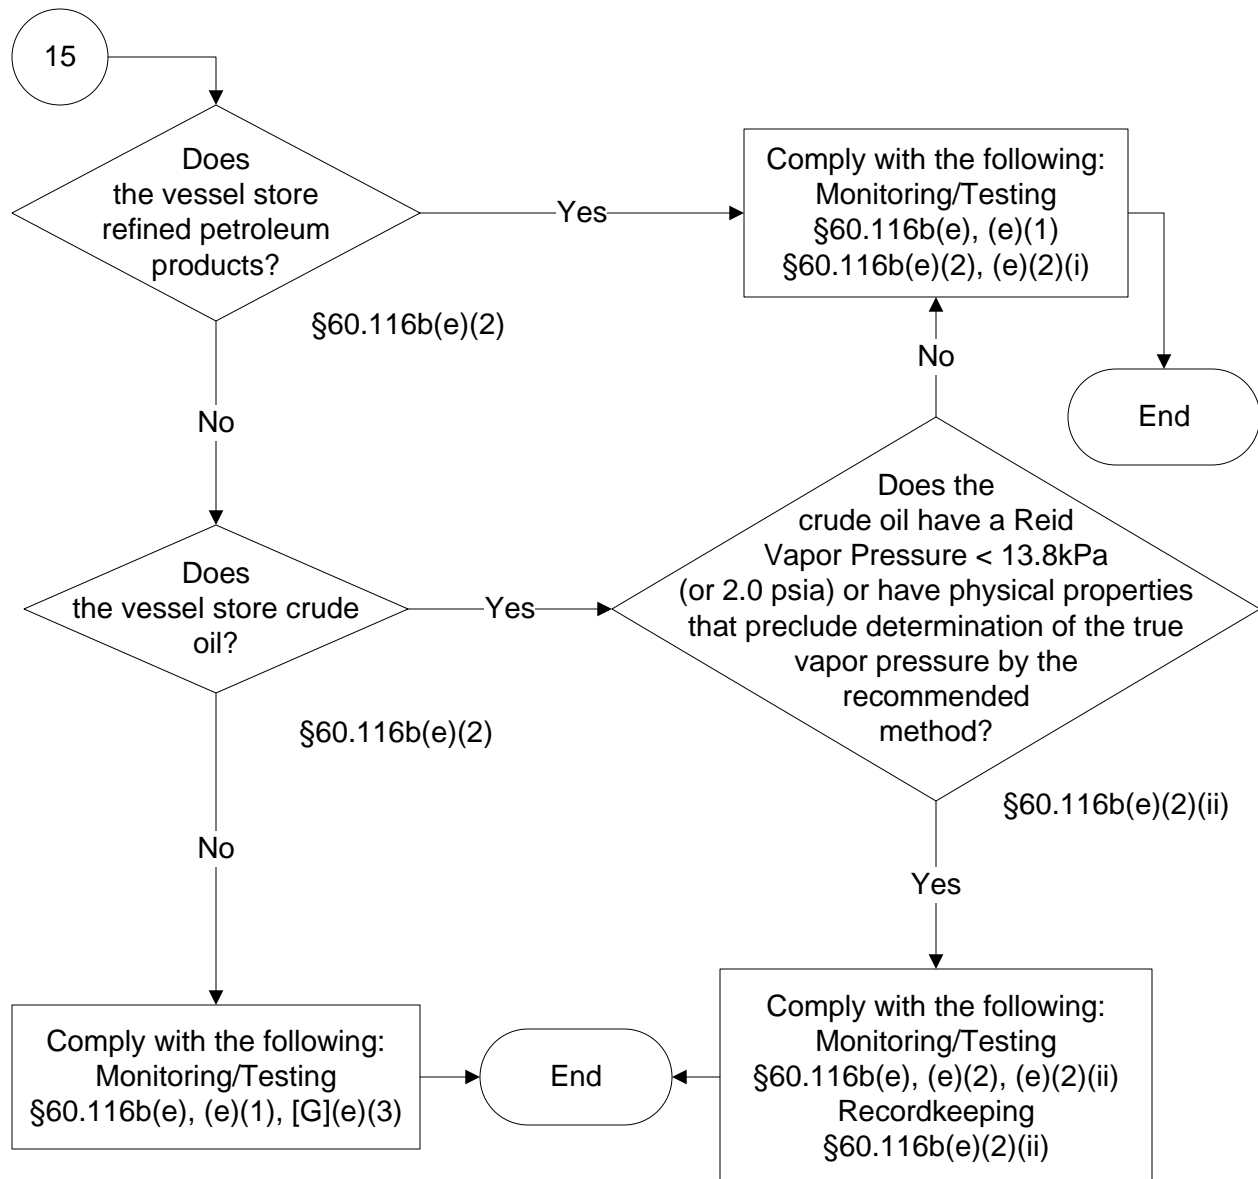 15
Does
the vessel store
refined petroleum
products?
Yes
Comply with the following:
Monitoring/Testing
§60.116b(e), (e)(1)
§60.116b(e)(2), (e)(2)(i)
§60.116b(e)(2)
No
No
End
Does the
crude oil have a Reid
Vapor Pressure < 13.8kPa
(or 2.0 psia) or have physical properties
that preclude determination of the true
vapor pressure by the
recommended
method?
Does
the vessel store crude
oil?
Yes
§60.116b(e)(2)
§60.116b(e)(2)(ii)
No
Yes
Comply with the following:
Monitoring/Testing
§60.116b(e), (e)(1), [G](e)(3)
End
Comply with the following:
Monitoring/Testing
§60.116b(e), (e)(2), (e)(2)(ii)
Recordkeeping
§60.116b(e)(2)(ii)